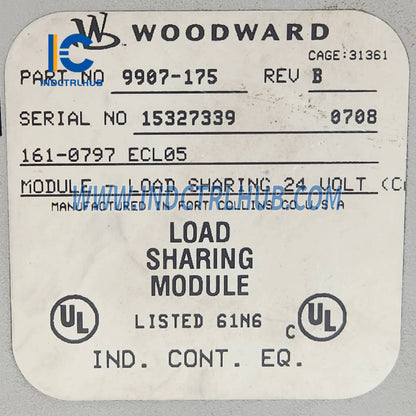 WOODWARD
IC
INDCTRLHUB
CAGE:31361
PART NO 9907-175 REV B
SERIAL NO 15327339 0708
161-0797 ECL05
MODULE - LOAD SHARING 24 VOLT
WWW.INDCTRLHUB.COM
MANUFACTURED IN FORT COLLINS CO U S A
LOAD
SHARING
MODULE
UL LISTED 61N6 C UL
IND. CONT. EQ.